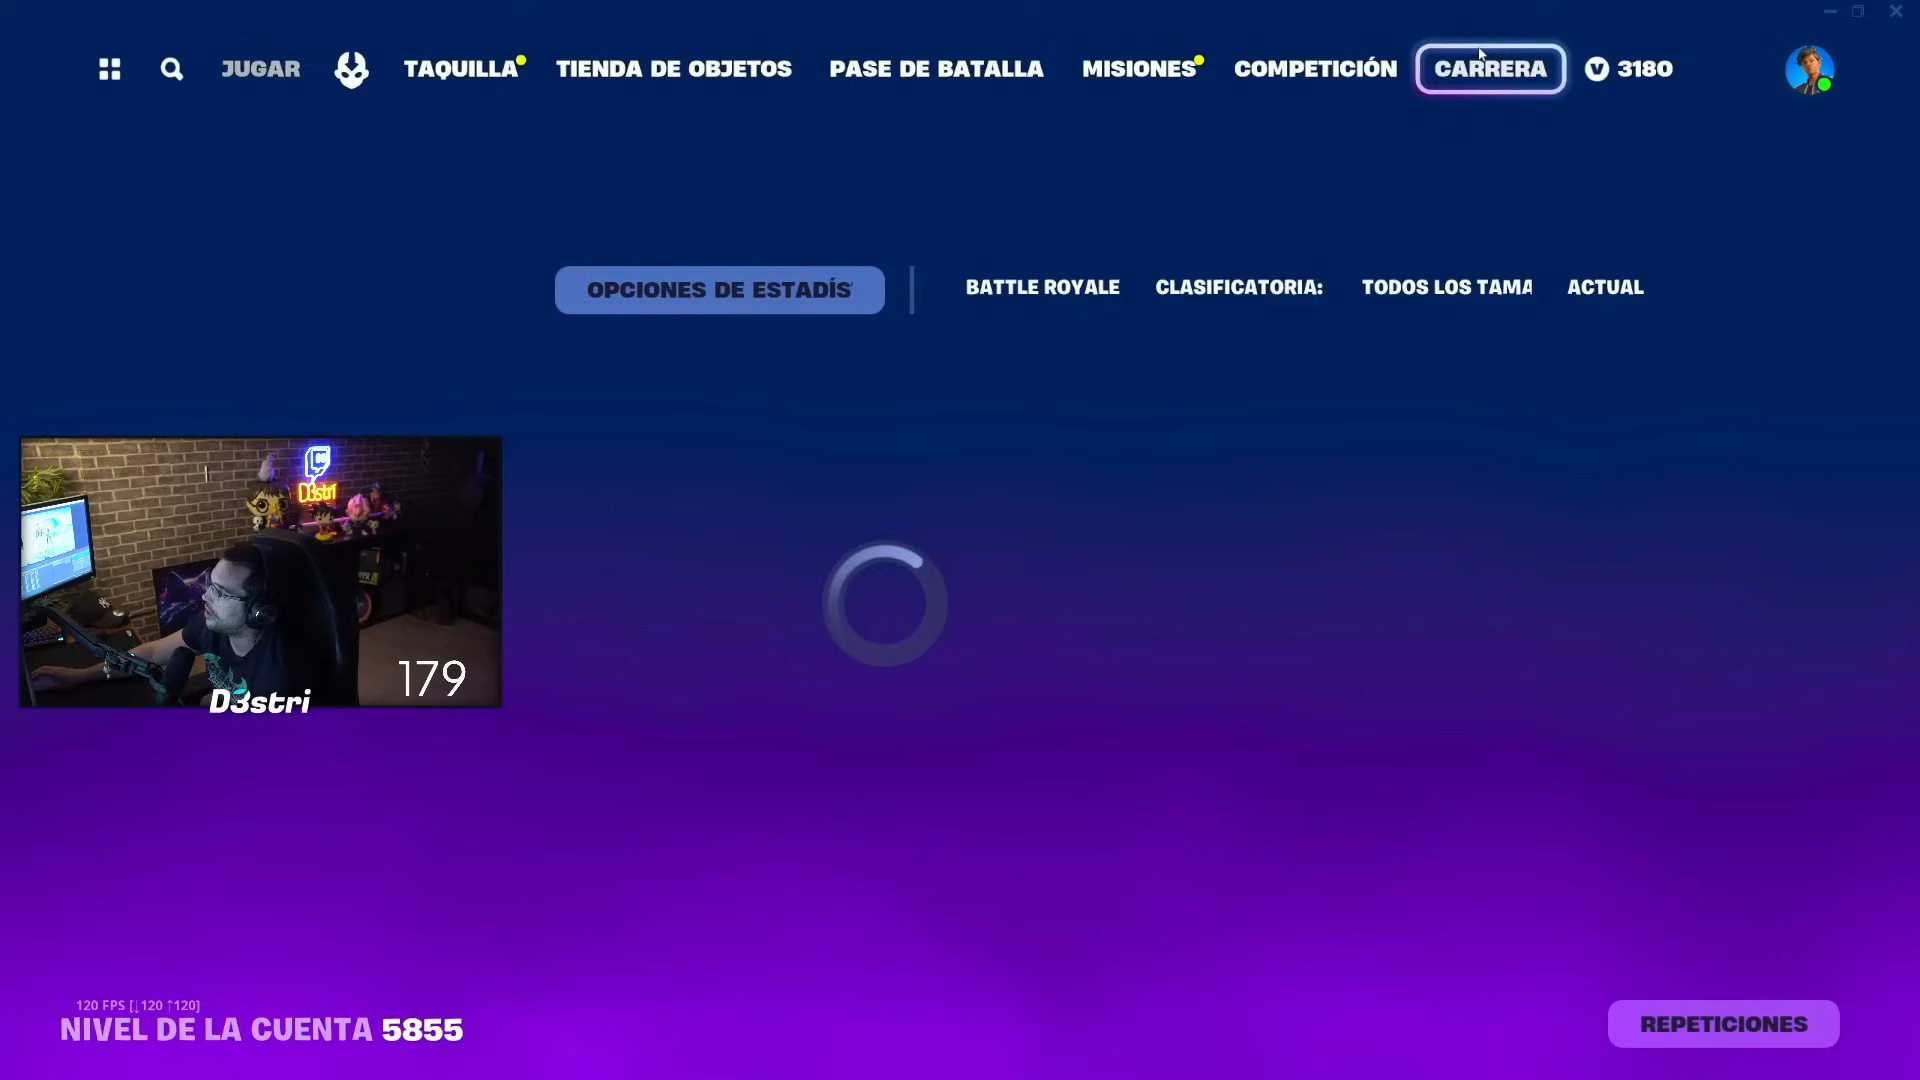 JUGAR
TAQUILLA
TIENDA DE OBJETOS
PASE DE BATALLA
MISIONES
COMPETICIÓN
CARRERA
3180
OPCIONES DE ESTADÍS
BATTLE ROYALE
CLASIFICATORIA:
TODOS LOS TAMA
ACTUAL
D3stri
179
D3stri
120 FPS [↓120 ↑120]
NIVEL DE LA CUENTA 5855
REPETICIONES